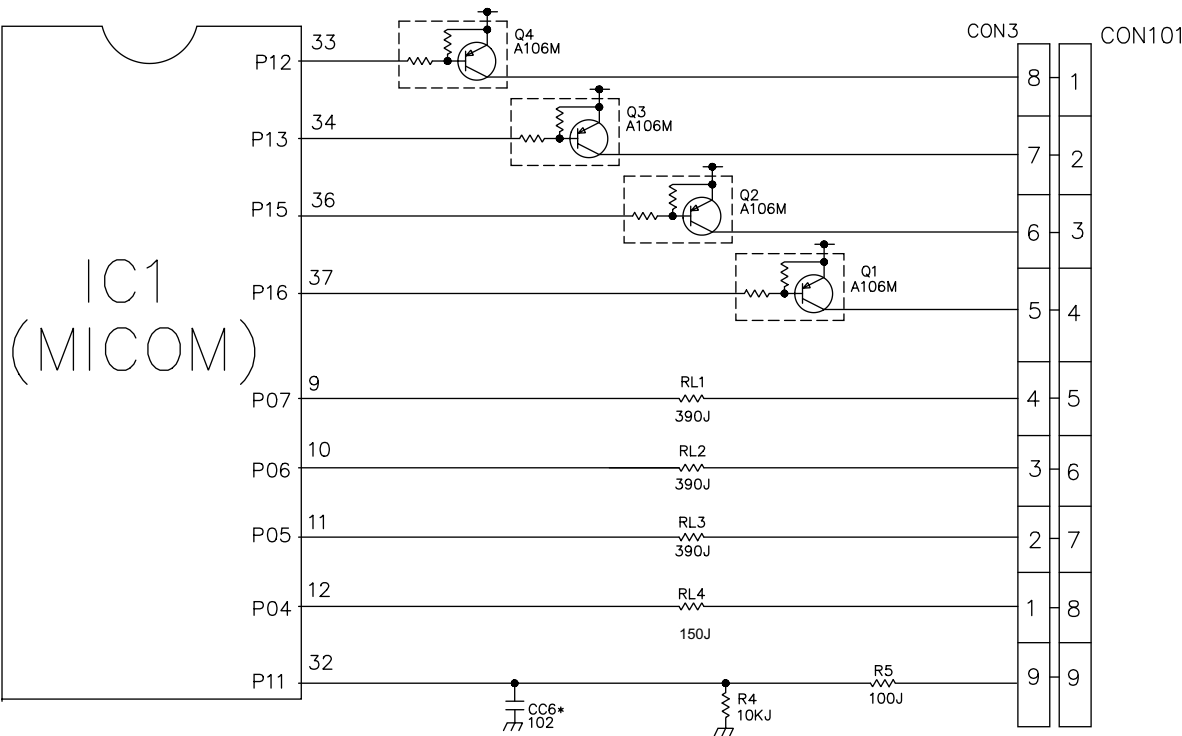 CON3
CON101
Q4
A106M
33
P12
8
1
Q3
A106M
34
P13
7
2
Q2
A106M
36
P15
6
3
IC1
(MICOM)
Q1
A106M
37
P16
5
4
RL1
390J
9
P07
4
5
RL2
390J
10
P06
3
6
RL3
390J
11
P05
2
7
RL4
150J
12
P04
1
8
32
P11
R5
100J
9
9
CC6*
102
R4
10KJ